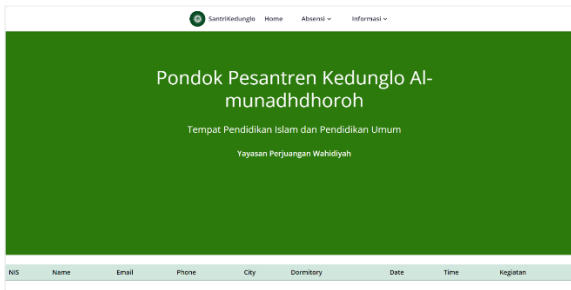 SantriKedunglo Home Absensi Informasi
Pondok Pesantren Kedunglo Al-
munadhdhoroh
Tempat Pendidikan Islam dan Pendidikan Umum
Yayasan Perjuangan Wahidiyah
NIS Name Email Phone City Dormitory Date Time Kegiatan